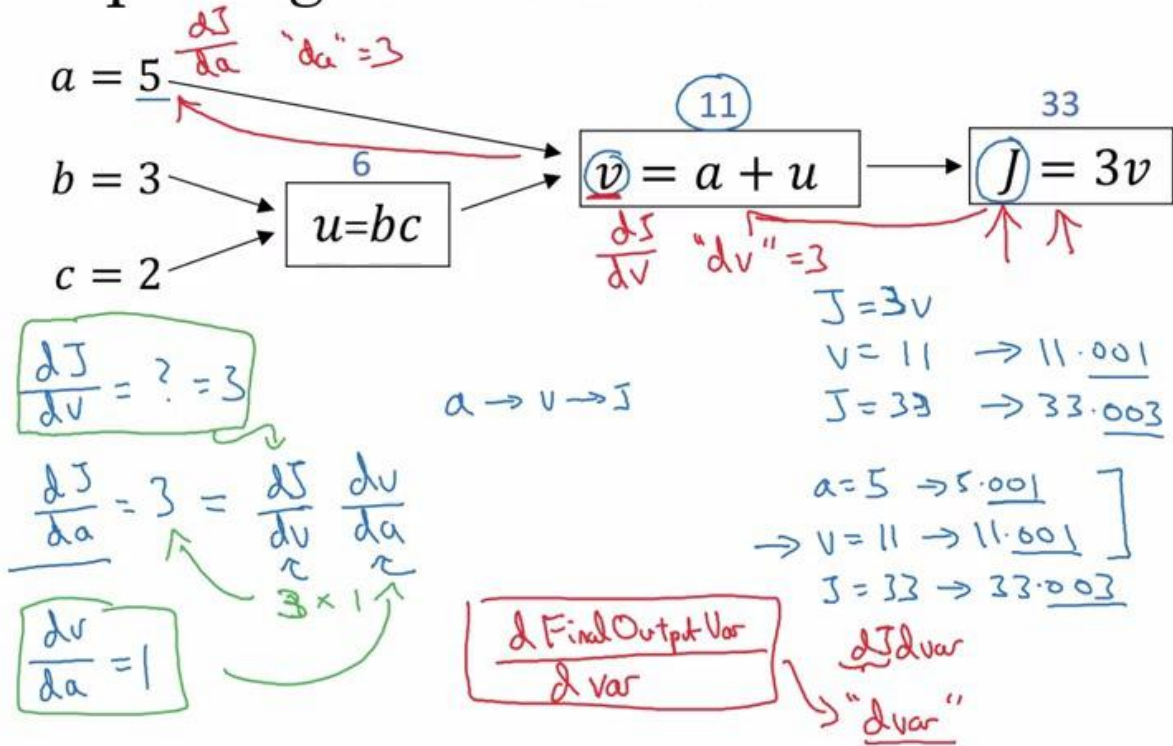 dJ/da "da" = 3
a = 5
11
33
b = 3
6
v = a + u
J = 3v
u=bc
dJ/dv "dv" = 3
c = 2
J = 3v
dJ/dv = ? = 3
v = 11 → 11.001
a → v → J
J = 33 → 33.003
dJ/da = 3 = dJ/dv dv/da
a = 5 → 5.001
→ v = 11 → 11.001
3 × 1
J = 33 → 33.003
dv/da = 1
d FinalOutputVar / d var
dJdvar
"dvar"